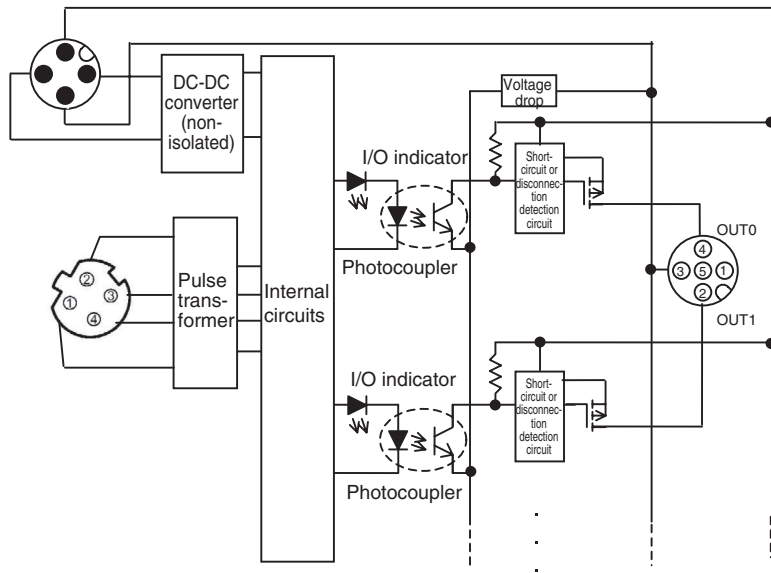 DC-DC
converter
(non-
isolated)
Voltage
drop
I/O indicator
Short-
circuit or
disconnec-
tion
detection
circuit
OUT0
④
③ ⑤ ①
②
OUT1
Photocoupler
②
① ③
④
Pulse
trans-
former
Internal
circuits
I/O indicator
Short-
circuit or
disconnec-
tion
detection
circuit
Photocoupler